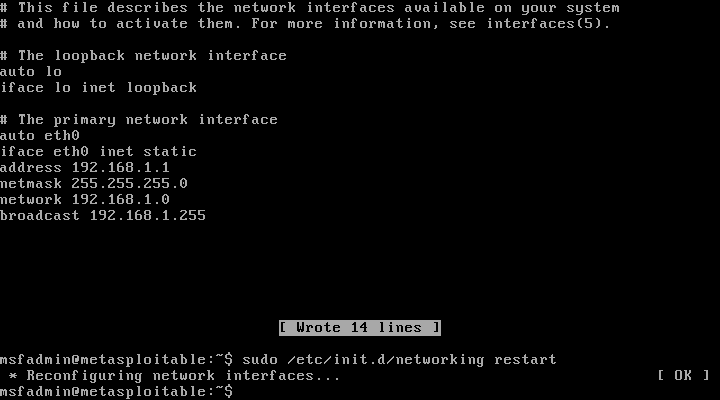 # This file describes the network interfaces available on your system
# and how to activate them. For more information, see interfaces(5).
# The loopback network interface
auto lo
iface lo inet loopback
# The primary network interface
auto eth0
iface eth0 inet static
address 192.168.1.1
netmask 255.255.255.0
network 192.168.1.0
broadcast 192.168.1.255
[ Wrote 14 lines ]
msfadmin@metasploitable:~$ sudo /etc/init.d/networking restart
* Reconfiguring network interfaces... [ OK ]
msfadmin@metasploitable:~$